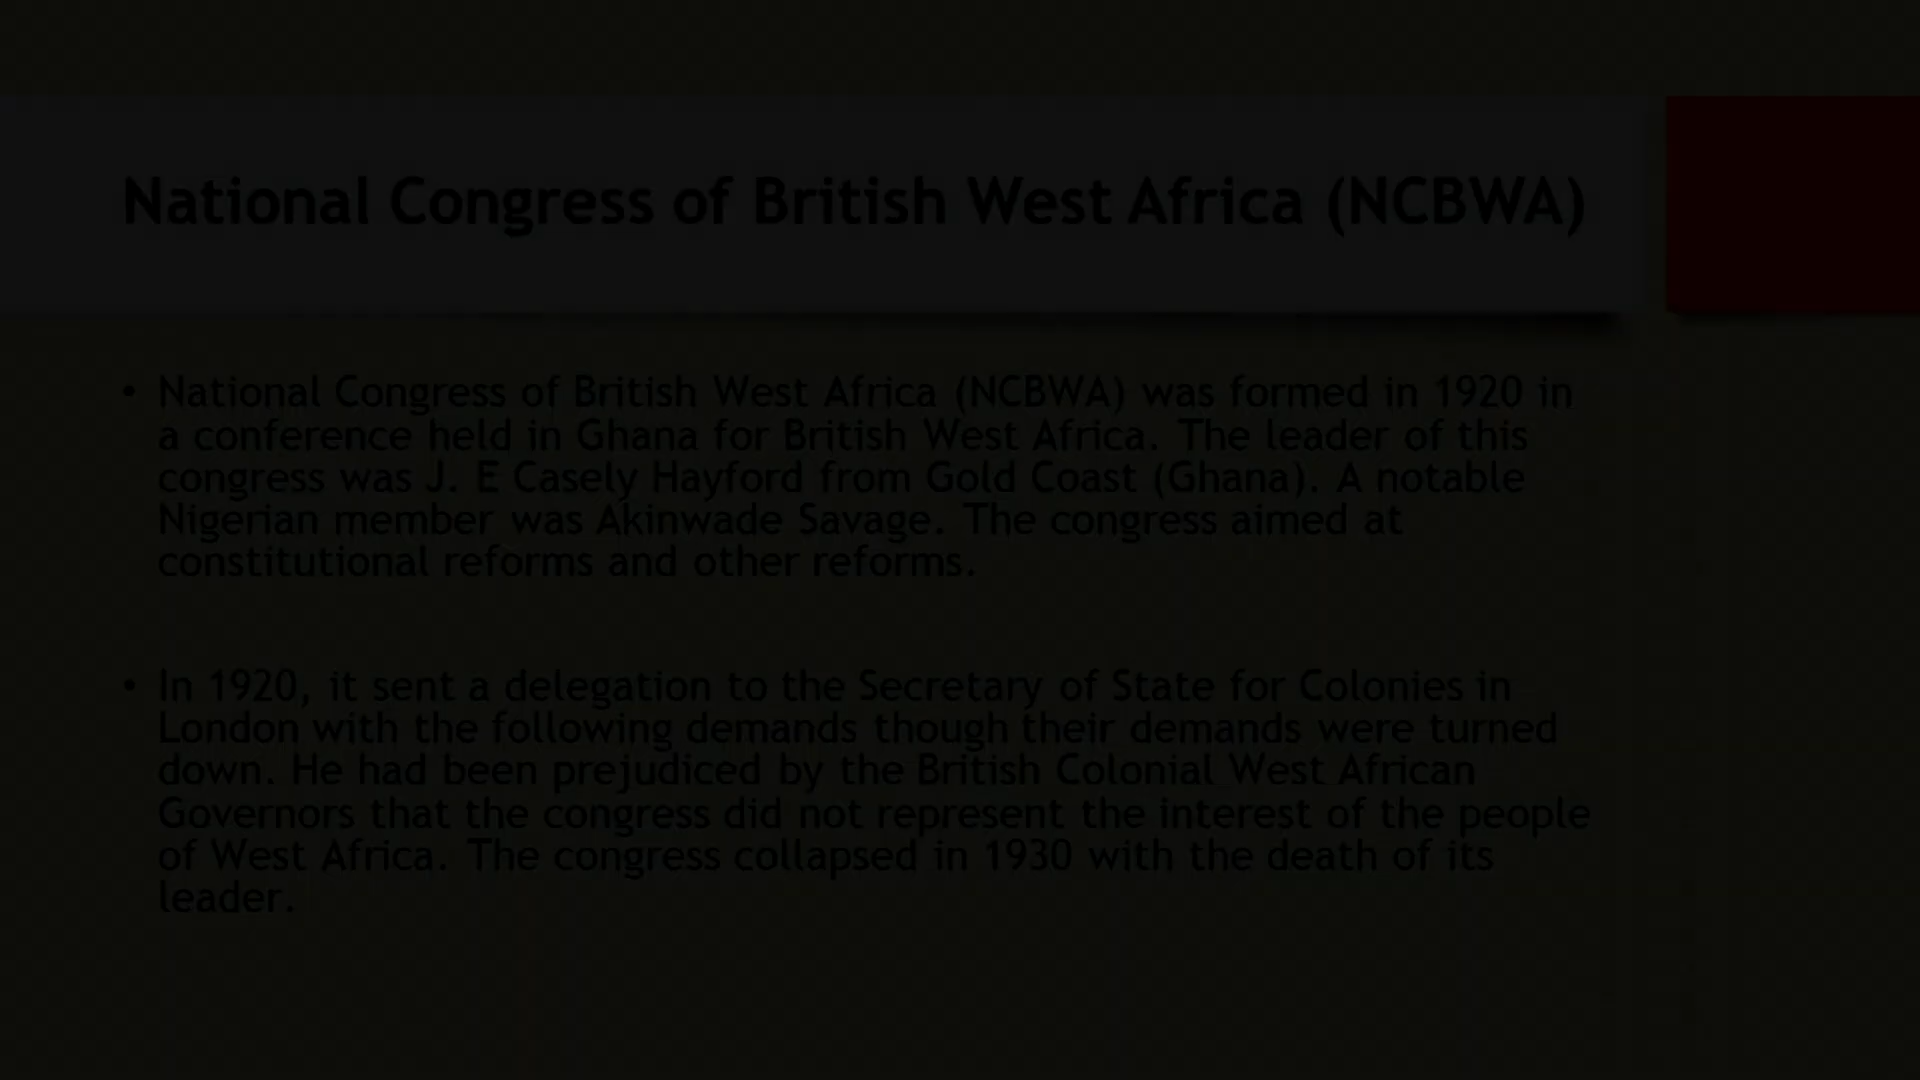 National Congress of British West Africa (NCBWA)
• National Congress of British West Africa (NCBWA) was formed in 1920 in
a conference held in Ghana for British West Africa. The leader of this
congress was J. E Casely Hayford from Gold Coast (Ghana). A notable
Nigerian member was Akinwade Savage. The congress aimed at
constitutional reforms and other reforms.
• In 1920, it sent a delegation to the Secretary of State for Colonies in
London with the following demands though their demands were turned
down. He had been prejudiced by the British Colonial West African
Governors that the congress did not represent the interest of the people
of West Africa. The congress collapsed in 1930 with the death of its
leader.